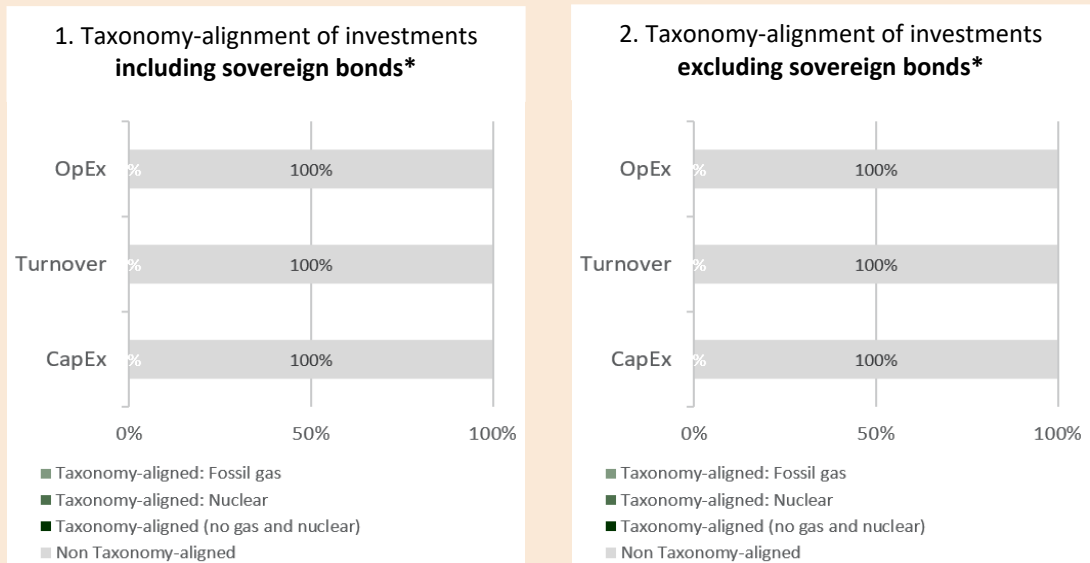 1. Taxonomy-alignment of investments
including sovereign bonds*
OpEx
% 100%
Turnover
% 100%
CapEx
% 100%
0% 50% 100%
Taxonomy-aligned: Fossil gas
Taxonomy-aligned: Nuclear
Taxonomy-aligned (no gas and nuclear)
Non Taxonomy-aligned
2. Taxonomy-alignment of investments
excluding sovereign bonds*
OpEx
% 100%
Turnover
% 100%
CapEx
% 100%
0% 50% 100%
Taxonomy-aligned: Fossil gas
Taxonomy-aligned: Nuclear
Taxonomy-aligned (no gas and nuclear)
Non Taxonomy-aligned